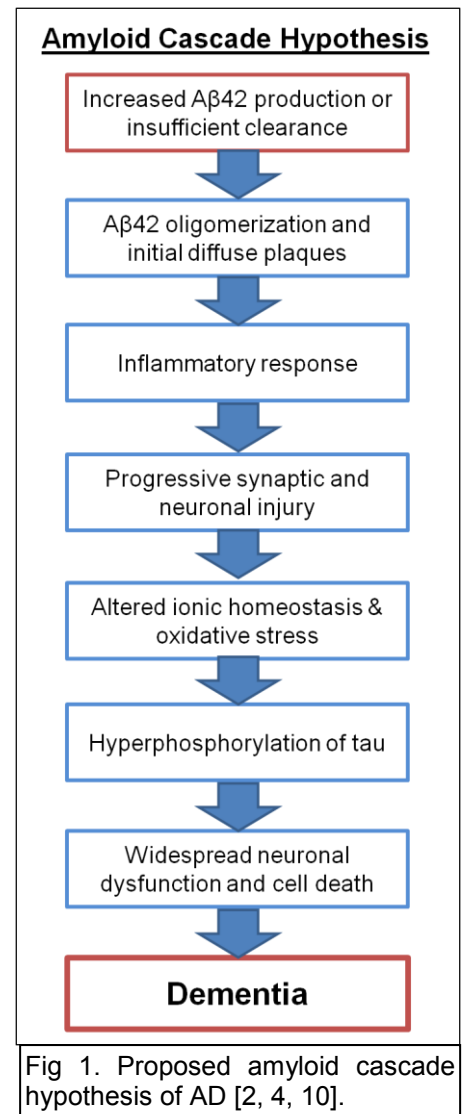 Amyloid Cascade Hypothesis
Increased Aβ42 production or
insufficient clearance
Aβ42 oligomerization and
initial diffuse plaques
Inflammatory response
Progressive synaptic and
neuronal injury
Altered ionic homeostasis &
oxidative stress
Hyperphosphorylation of tau
Widespread neuronal
dysfunction and cell death
Dementia
Fig 1. Proposed amyloid cascade
hypothesis of AD [2, 4, 10].